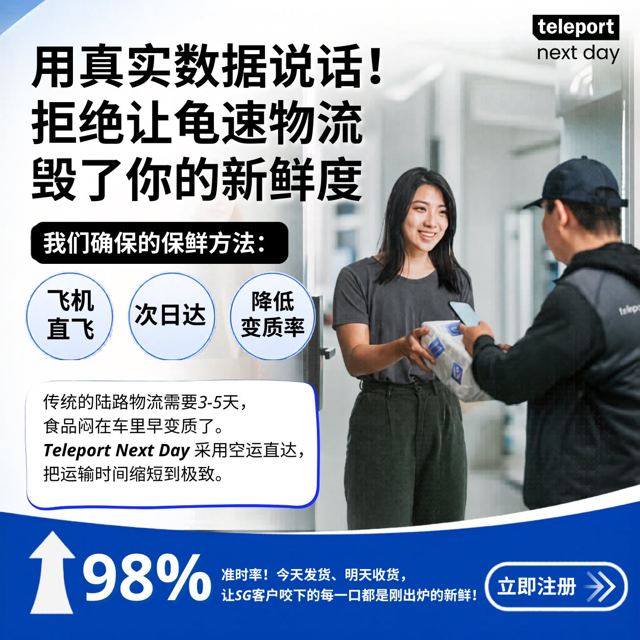 teleport
next day
用真实数据说话！
拒绝让龟速物流
毁了你的新鲜度
我们确保的保鲜方法：
飞机
直飞
次日达
降低
变质率
传统的陆路物流需要3-5天，
食品闷在车里早变质了。
Teleport Next Day 采用空运直达，
把运输时间缩短到极致。
98%
准时率！今天发货、明天收货，
让SG客户咬下的每一口都是刚出炉的新鲜！
立即注册